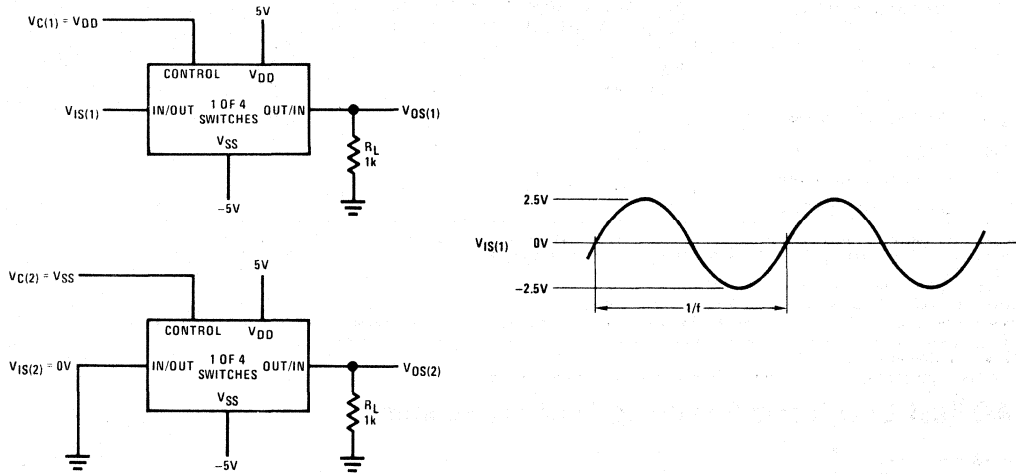 VC(1) = VDD
5V
CONTROL VDD
VIS(1)
IN/OUT 1 OF 4 SWITCHES OUT/IN
VOS(1)
VSS
RL
1k
-5V
VC(2) = VSS
5V
CONTROL VDD
VIS(2) = 0V
IN/OUT 1 OF 4 SWITCHES OUT/IN
VOS(2)
VSS
RL
1k
-5V
2.5V
VIS(1) 0V
-2.5V
1/f